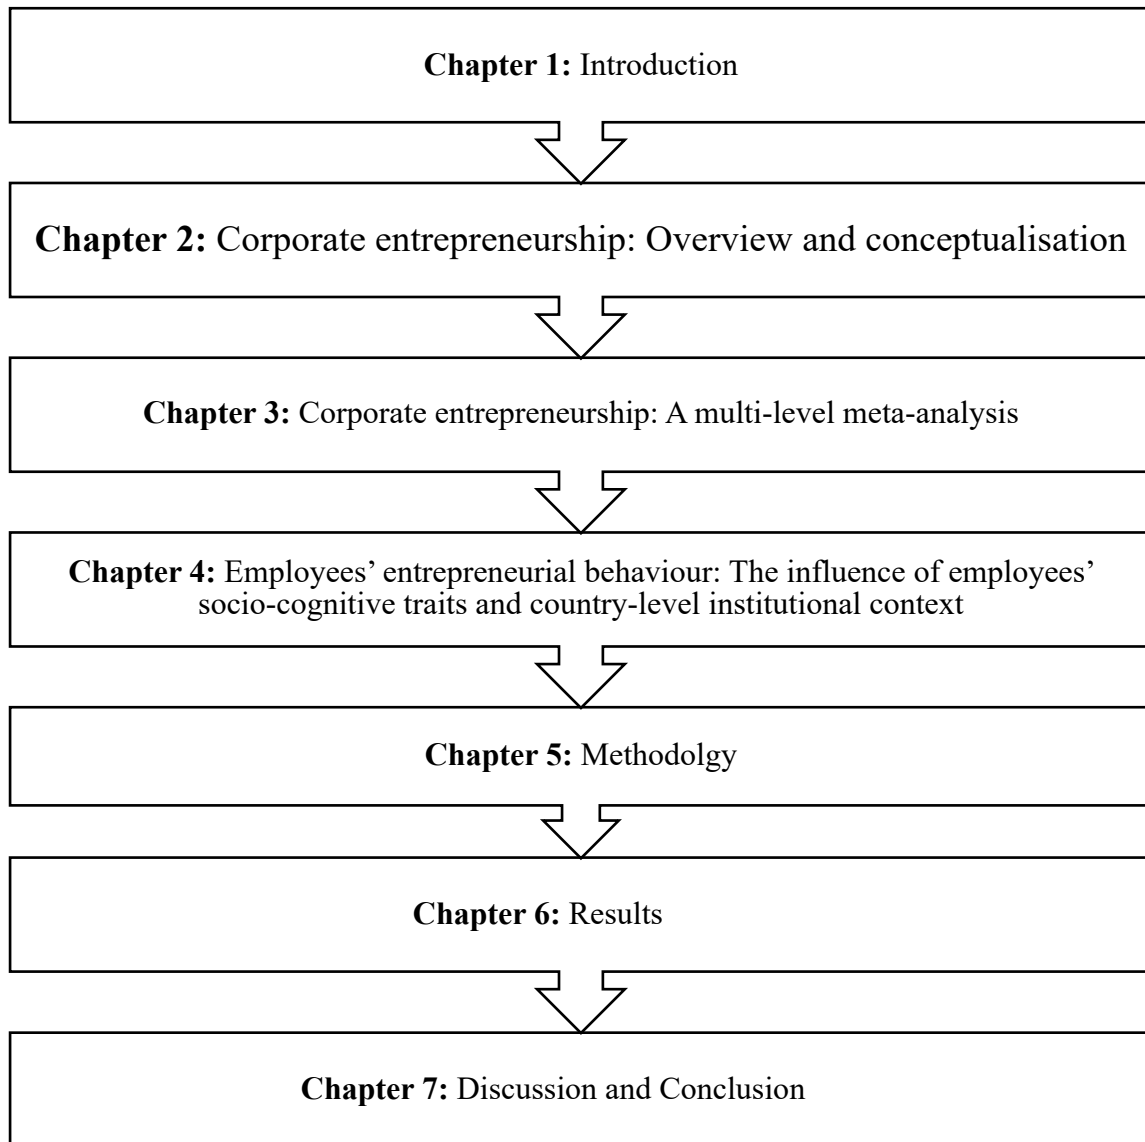 Chapter 1: Introduction
Chapter 2: Corporate entrepreneurship: Overview and conceptualisation
Chapter 3: Corporate entrepreneurship: A multi-level meta-analysis
Chapter 4: Employees’ entrepreneurial behaviour: The influence of employees’
socio-cognitive traits and country-level institutional context
Chapter 5: Methodolgy
Chapter 6: Results
Chapter 7: Discussion and Conclusion